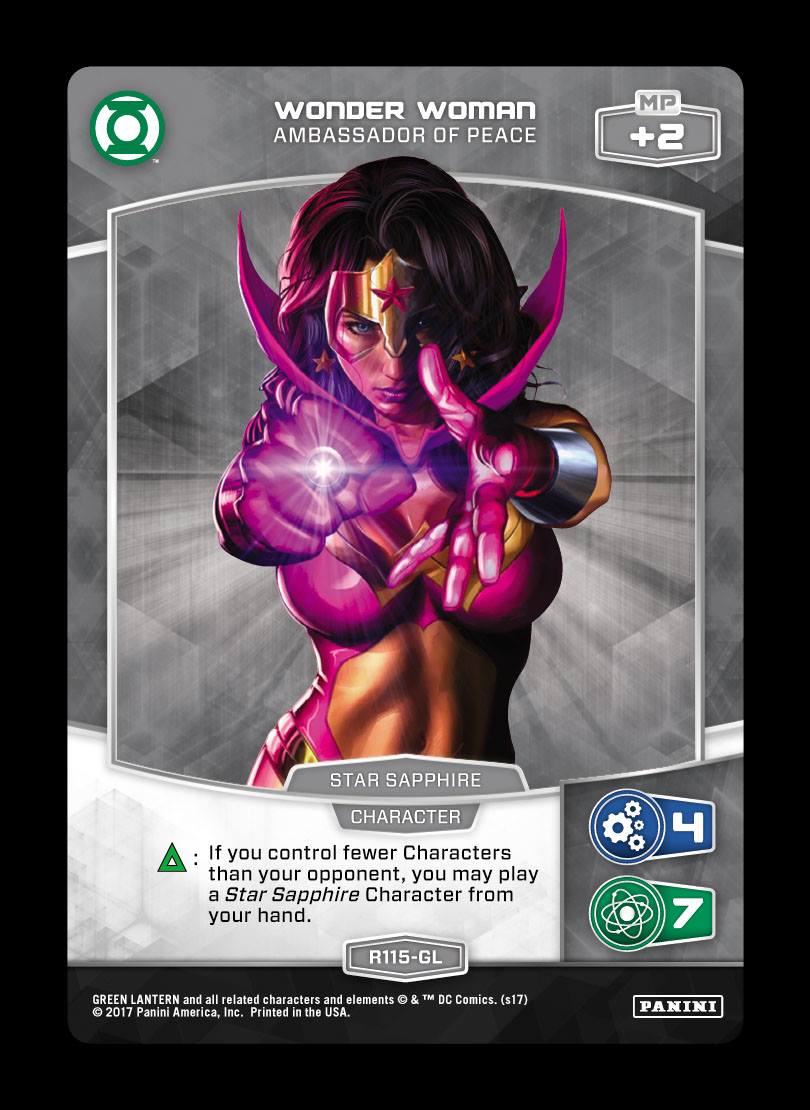 WONDER WOMAN
AMBASSADOR OF PEACE
MP
+2
™
STAR SAPPHIRE
CHARACTER
: If you control fewer Characters
than your opponent, you may play
a Star Sapphire Character from
your hand.
4
7
R115-GL
GREEN LANTERN and all related characters and elements © & ™ DC Comics. (s17)
© 2017 Panini America, Inc. Printed in the USA.
PANINI